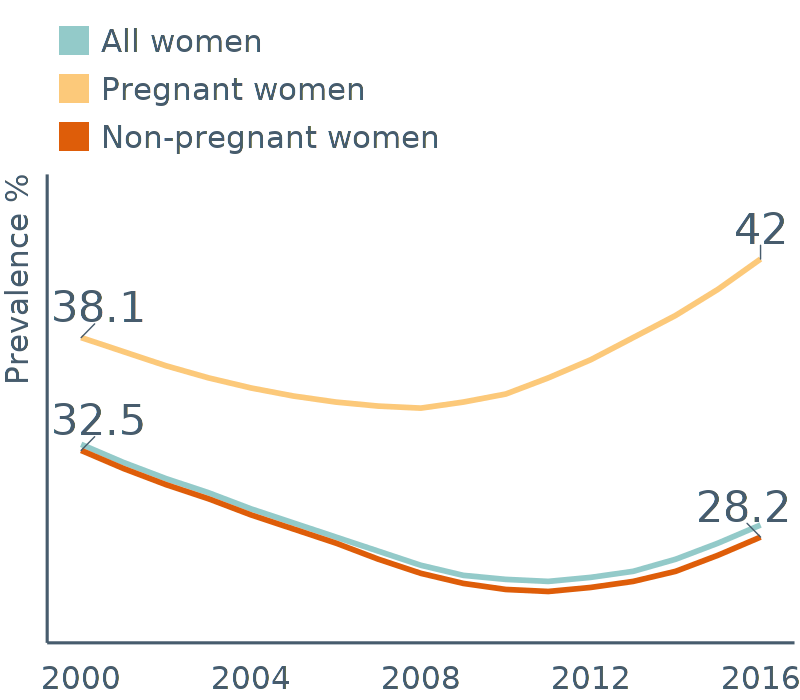 All women
Pregnant women
Non-pregnant women
Prevalence %
42
38.1
32.5
28.2
2000 2004 2008 2012 2016